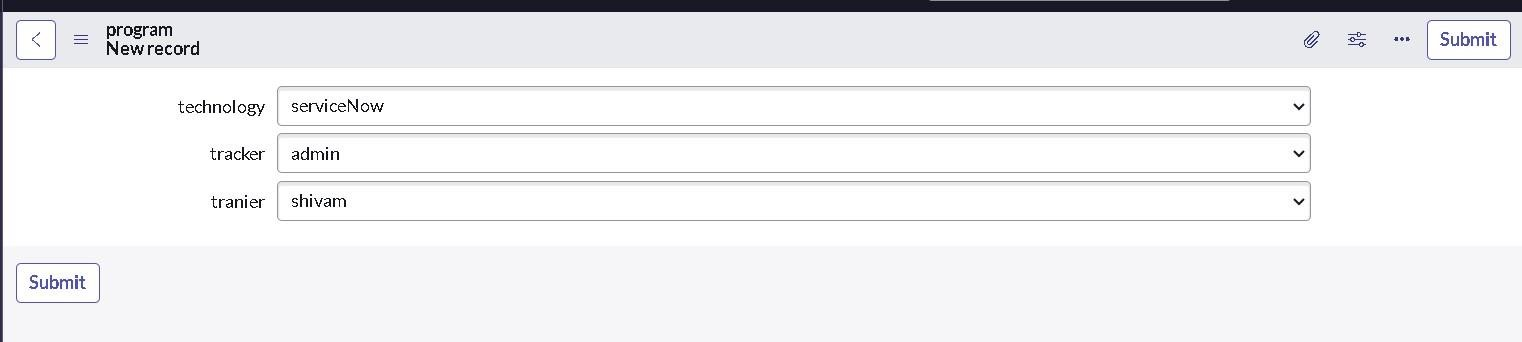 program
New record
Submit
technology serviceNow
tracker admin
tranier shivam
Submit